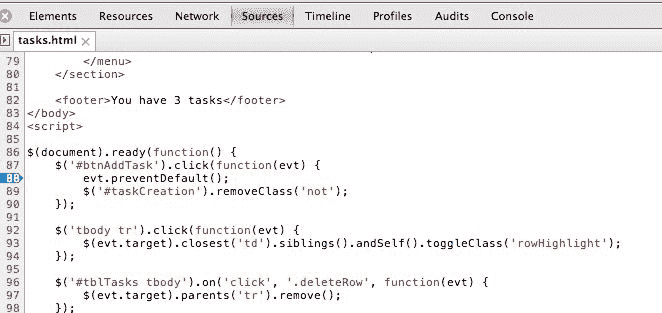 Elements Resources Network Sources Timeline Profiles Audits Console
tasks.html
79 </menu>
80 </section>
81
82 <footer>You have 3 tasks</footer>
83 </body>
84 <script>
85
86 $(document).ready(function() {
87 $('#btnAddTask').click(function(evt) {
88 evt.preventDefault();
89 $('#taskCreation').removeClass('not');
90 });
91
92 $('tbody tr').click(function(evt) {
93 $(evt.target).closest('td').siblings().andSelf().toggleClass('rowHighlight');
94 });
95
96 $('#tblTasks tbody').on('click', '.deleteRow', function(evt) {
97 $(evt.target).parents('tr').remove();
98 });